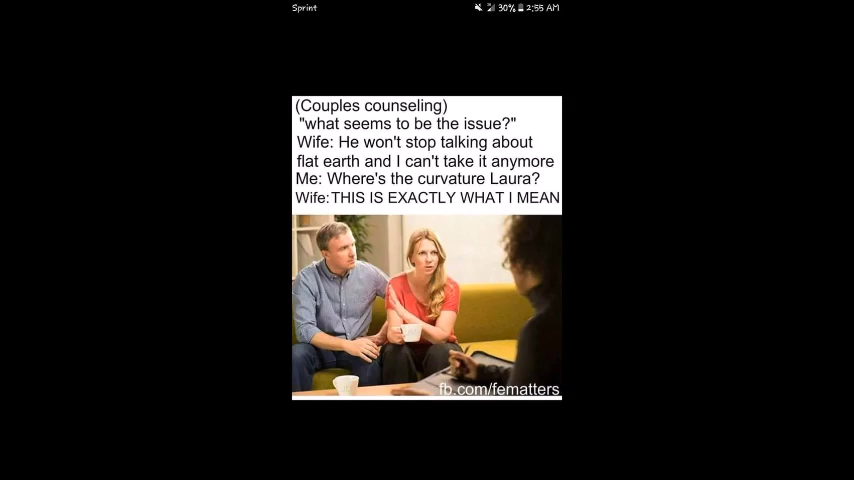 Sprint 30% 2:55 AM
(Couples counseling)
"what seems to be the issue?"
Wife: He won't stop talking about
flat earth and I can't take it anymore
Me: Where's the curvature Laura?
Wife: THIS IS EXACTLY WHAT I MEAN
fb.com/fematters